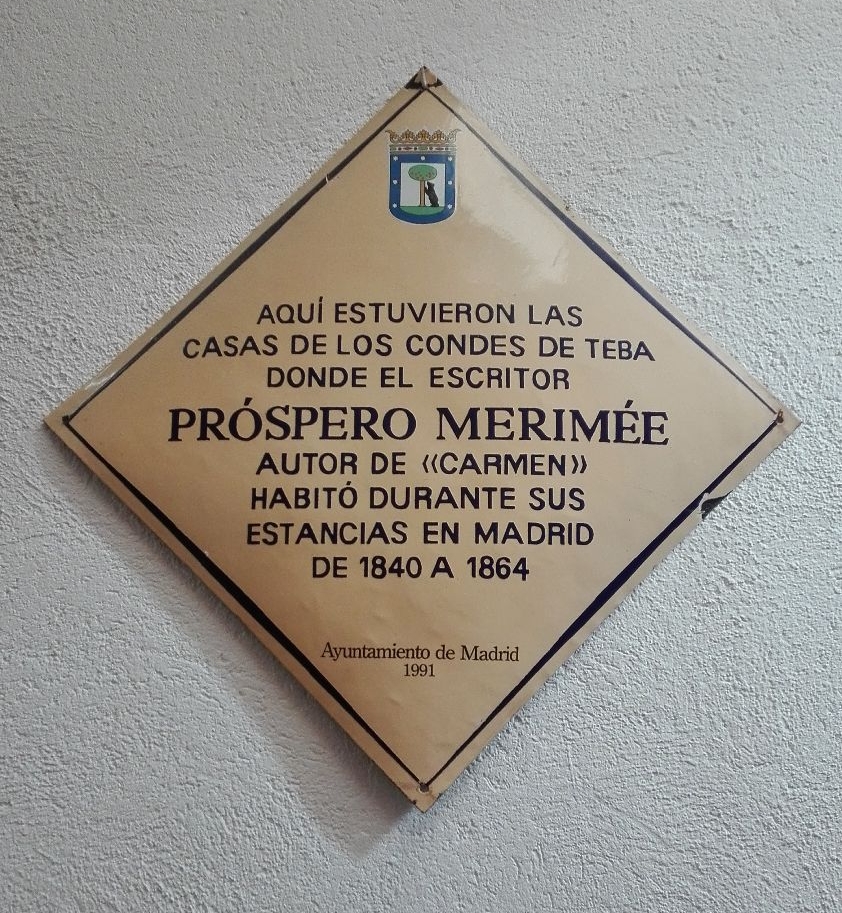 AQUÍ ESTUVIERON LAS
CASAS DE LOS CONDES DE TEBA
DONDE EL ESCRITOR
PRÓSPERO MERIMÉE
AUTOR DE «CARMEN»
HABITÓ DURANTE SUS
ESTANCIAS EN MADRID
DE 1840 A 1864
Ayuntamiento de Madrid
1991